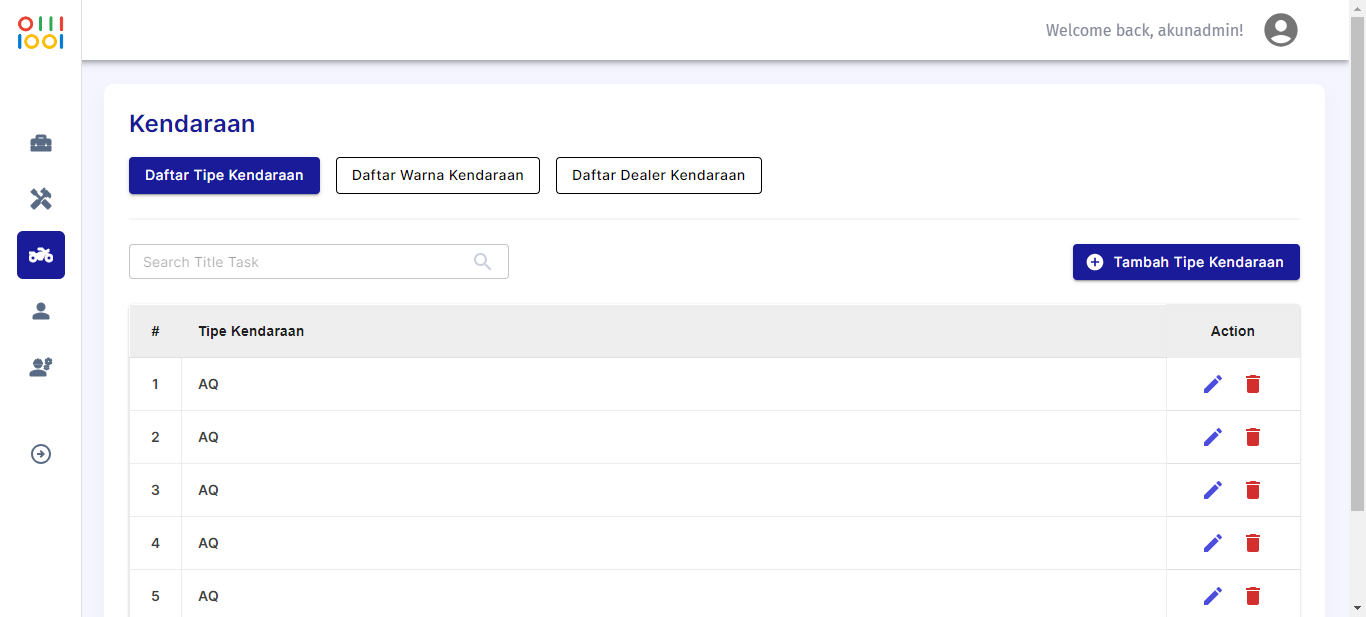 Welcome back, akunadmin!
Kendaraan
Daftar Tipe Kendaraan Daftar Warna Kendaraan Daftar Dealer Kendaraan
Search Title Task Tambah Tipe Kendaraan
# Tipe Kendaraan Action
1 AQ
2 AQ
3 AQ
4 AQ
5 AQ